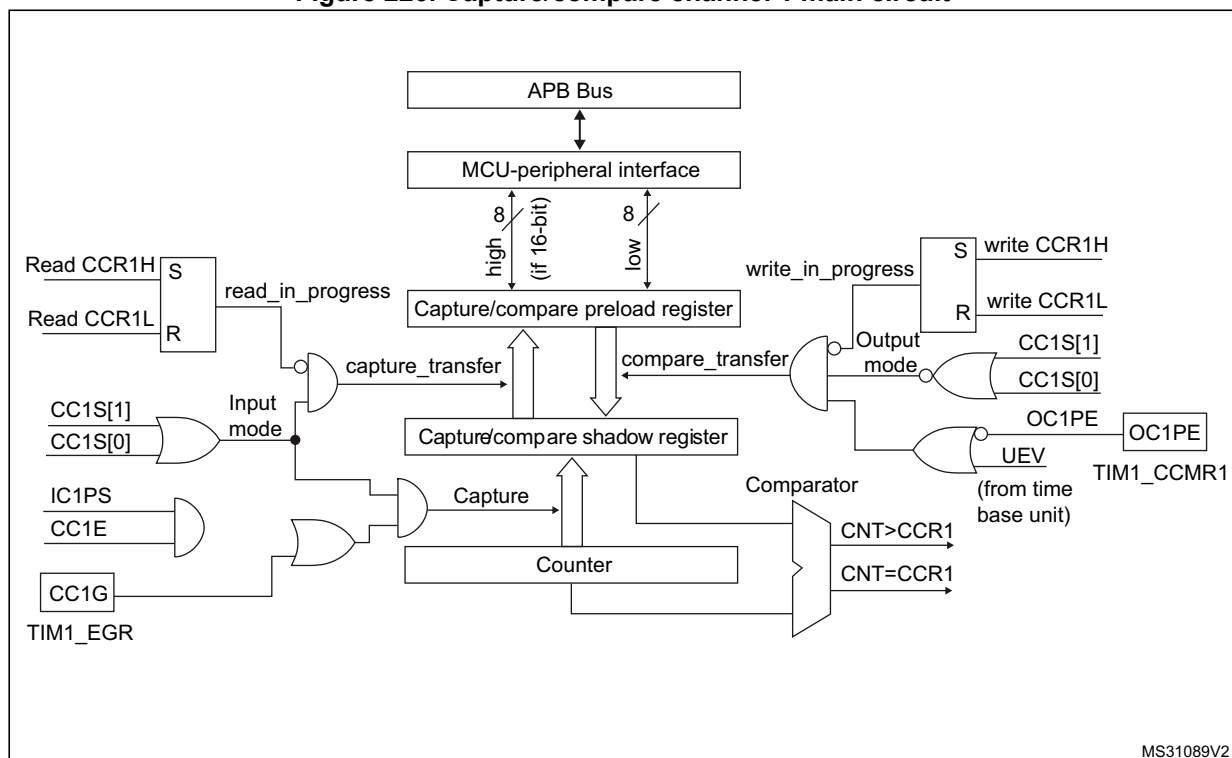 APB Bus
MCU-peripheral interface
8
high
(if 16-bit)
8
low
Read CCR1H
Read CCR1L
S
R
read_in_progress
write_in_progress
S
R
write CCR1H
write CCR1L
Capture/compare preload register
capture_transfer
compare_transfer
Output
mode
CC1S[1]
CC1S[0]
CC1S[1]
CC1S[0]
Input
mode
Capture/compare shadow register
OC1PE
OC1PE
UEV
TIM1_CCMR1
(from time
base unit)
IC1PS
CC1E
Capture
Comparator
CNT>CCR1
CNT=CCR1
Counter
CC1G
TIM1_EGR
MS31089V2